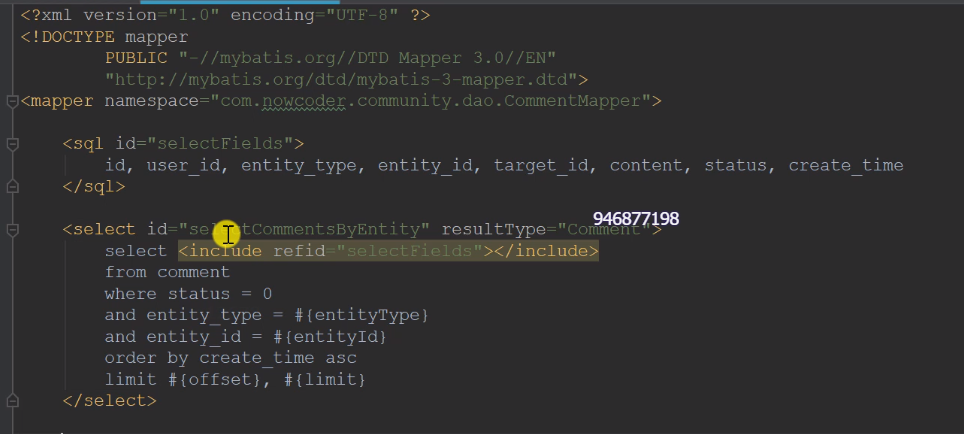 <?xml version="1.0" encoding="UTF-8" ?>
<!DOCTYPE mapper
PUBLIC "-//mybatis.org//DTD Mapper 3.0//EN"
"http://mybatis.org/dtd/mybatis-3-mapper.dtd">
<mapper namespace="com.nowcoder.community.dao.CommentMapper">
<sql id="selectFields">
id, user_id, entity_type, entity_id, target_id, content, status, create_time
</sql>
946877198
<select id="selectCommentsByEntity" resultType="Comment">
select <include refid="selectFields"></include>
from comment
where status = 0
and entity_type = #{entityType}
and entity_id = #{entityId}
order by create_time asc
limit #{offset}, #{limit}
</select>